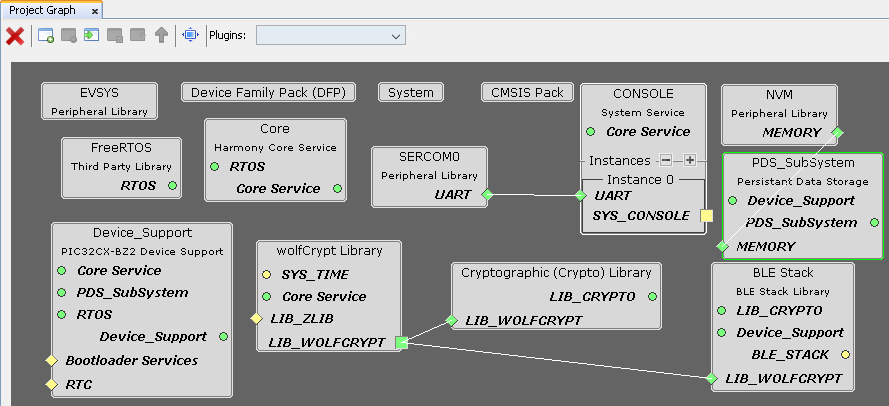 Project Graph
Plugins:
EVSYS
Peripheral Library
Device Family Pack (DFP)
System
CMSIS Pack
CONSOLE
System Service
Core Service
Instances
Instance 0
UART
SYS_CONSOLE
NVM
Peripheral Library
MEMORY
FreeRTOS
Third Party Library
RTOS
Core
Harmony Core Service
RTOS
Core Service
SERCOM0
Peripheral Library
UART
PDS_SubSystem
Persistant Data Storage
Device_Support
PDS_SubSystem
MEMORY
Device_Support
PIC32CX-BZ2 Device Support
Core Service
PDS_SubSystem
RTOS
Device_Support
Bootloader Services
RTC
wolfCrypt Library
SYS_TIME
Core Service
LIB_ZLIB
LIB_WOLFCRYPT
Cryptographic (Crypto) Library
LIB_CRYPTO
LIB_WOLFCRYPT
BLE Stack
BLE Stack Library
LIB_CRYPTO
Device_Support
BLE_STACK
LIB_WOLFCRYPT